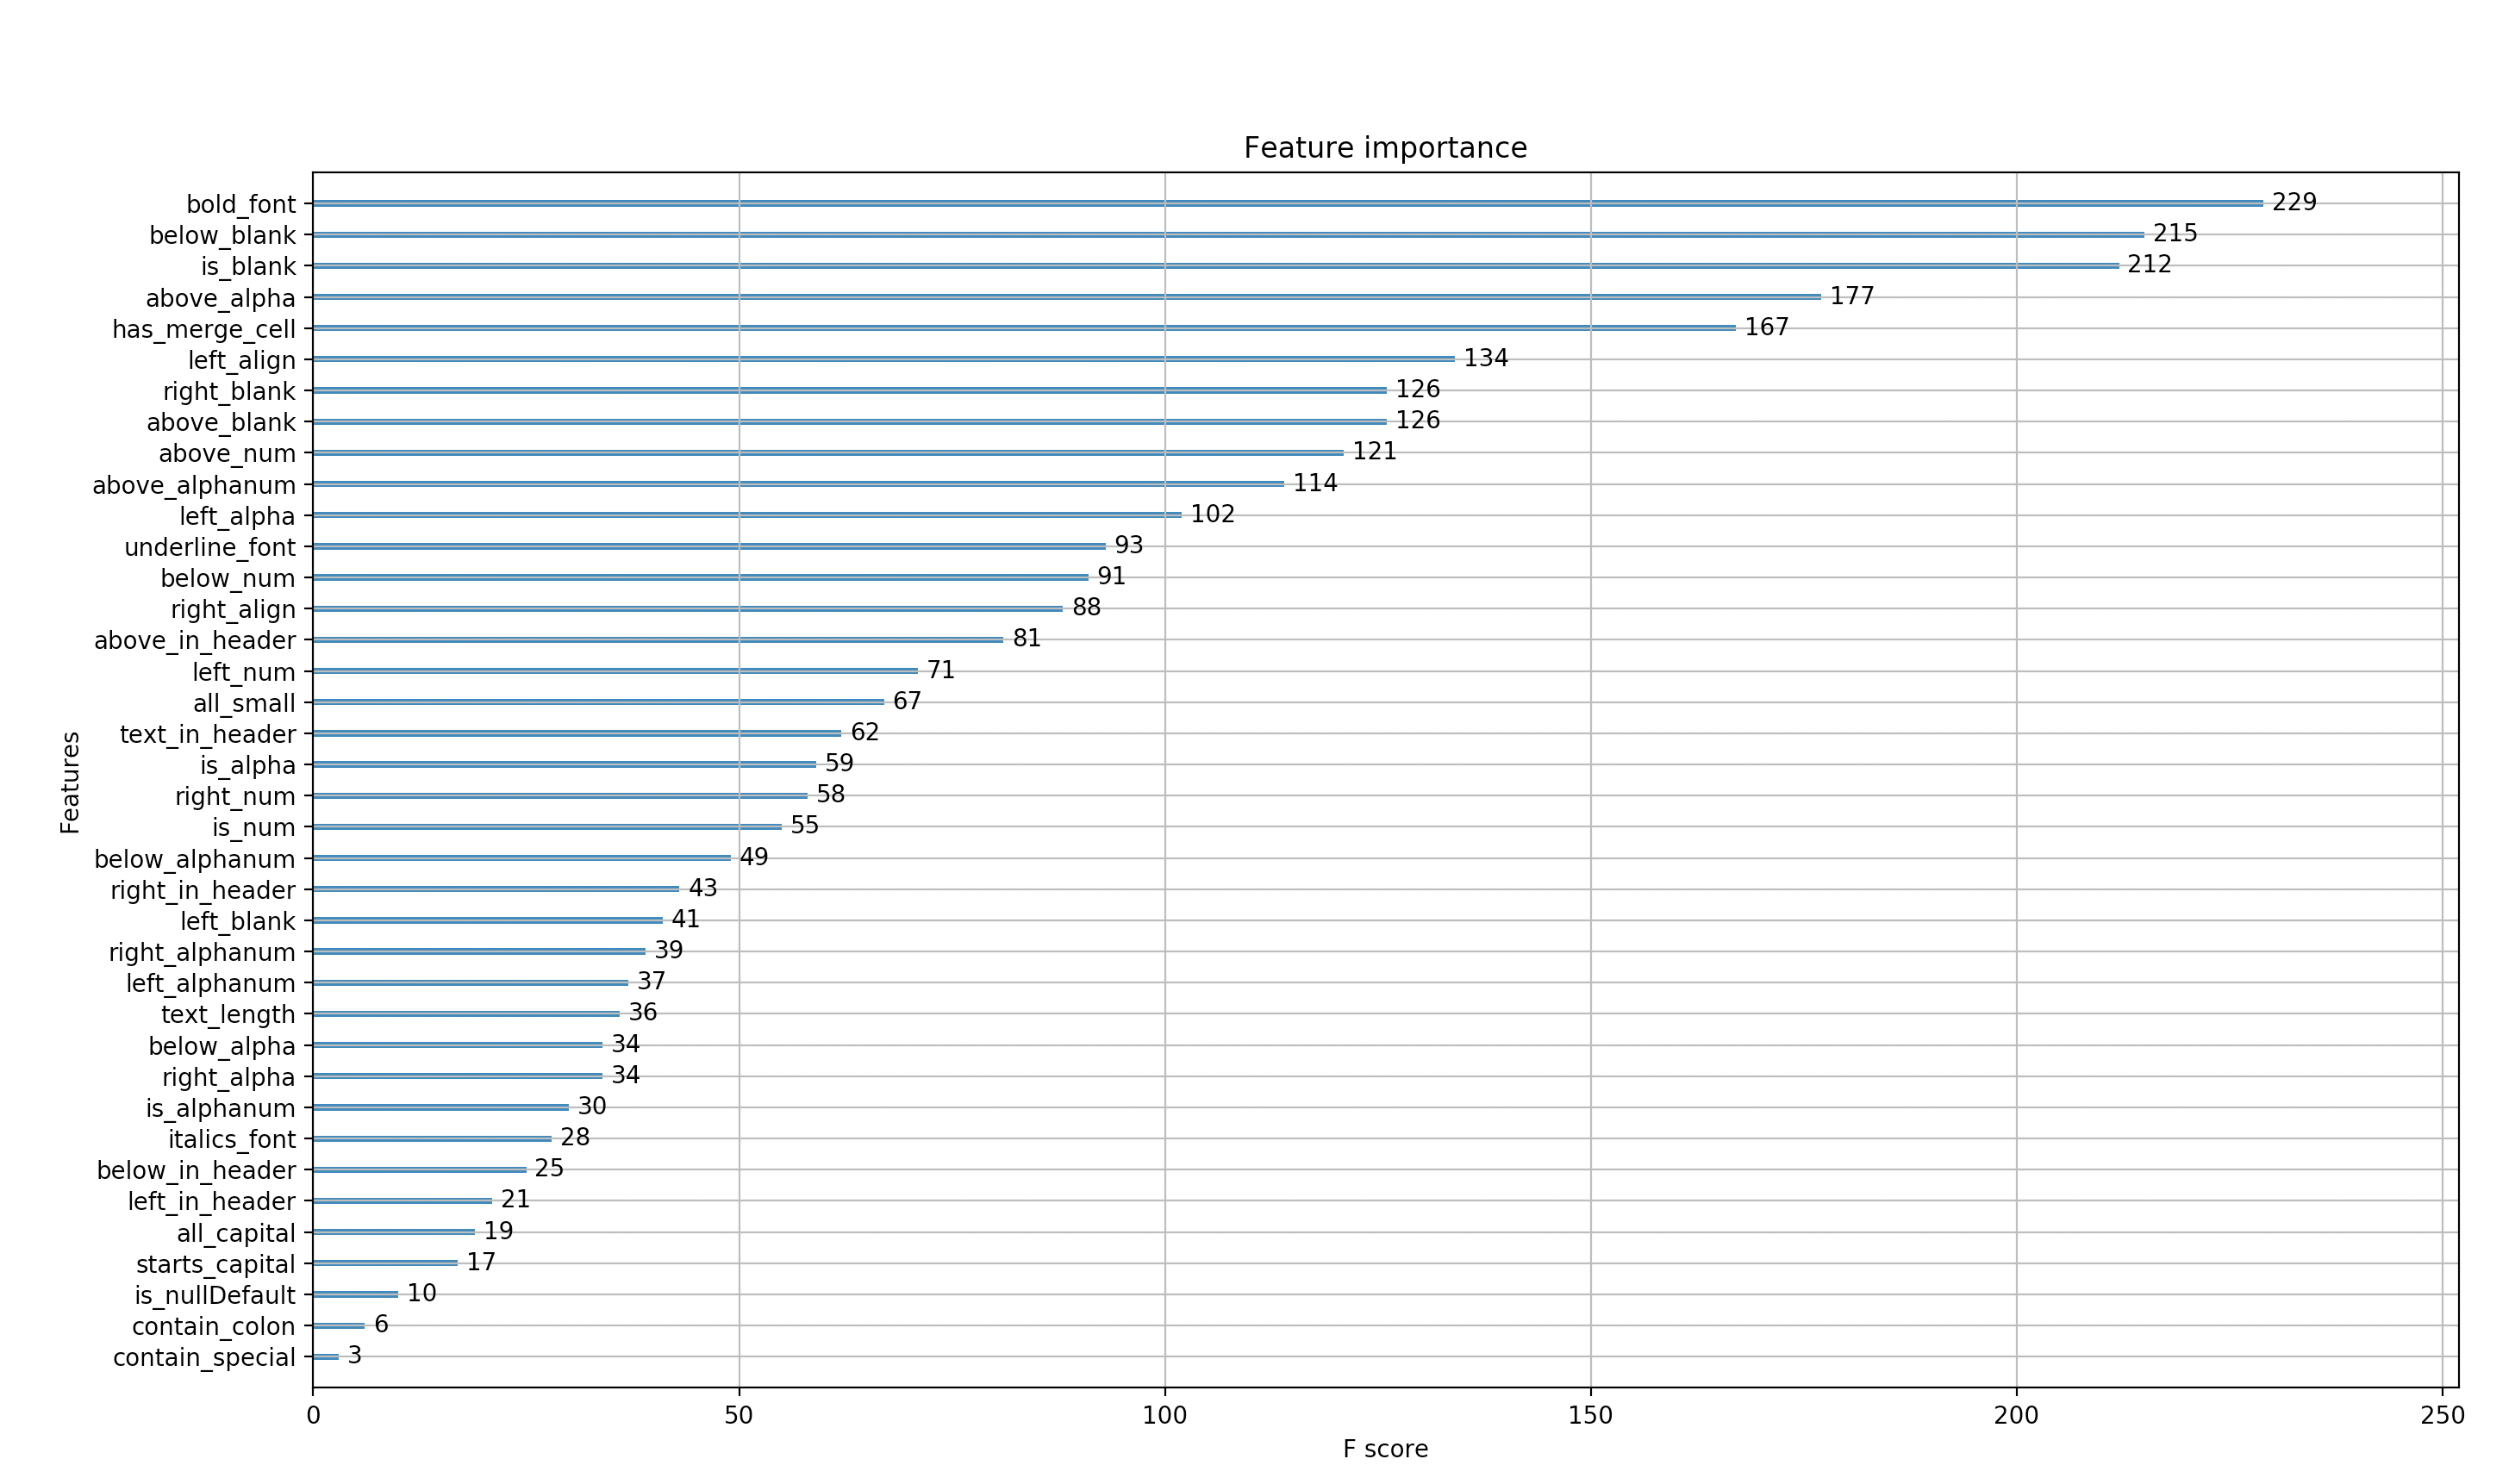 Feature importance
bold_font 229
below_blank 215
is_blank 212
above_alpha 177
has_merge_cell 167
left_align 134
right_blank 126
above_blank 126
above_num 121
above_alphanum 114
left_alpha 102
underline_font 93
below_num 91
right_align 88
above_in_header 81
left_num 71
all_small 67
text_in_header 62
is_alpha 59
right_num 58
is_num 55
below_alphanum 49
right_in_header 43
left_blank 41
right_alphanum 39
left_alphanum 37
text_length 36
below_alpha 34
right_alpha 34
is_alphanum 30
italics_font 28
below_in_header 25
left_in_header 21
all_capital 19
starts_capital 17
is_nullDefault 10
contain_colon 6
contain_special 3
Features
0 50 100 150 200 250
F score